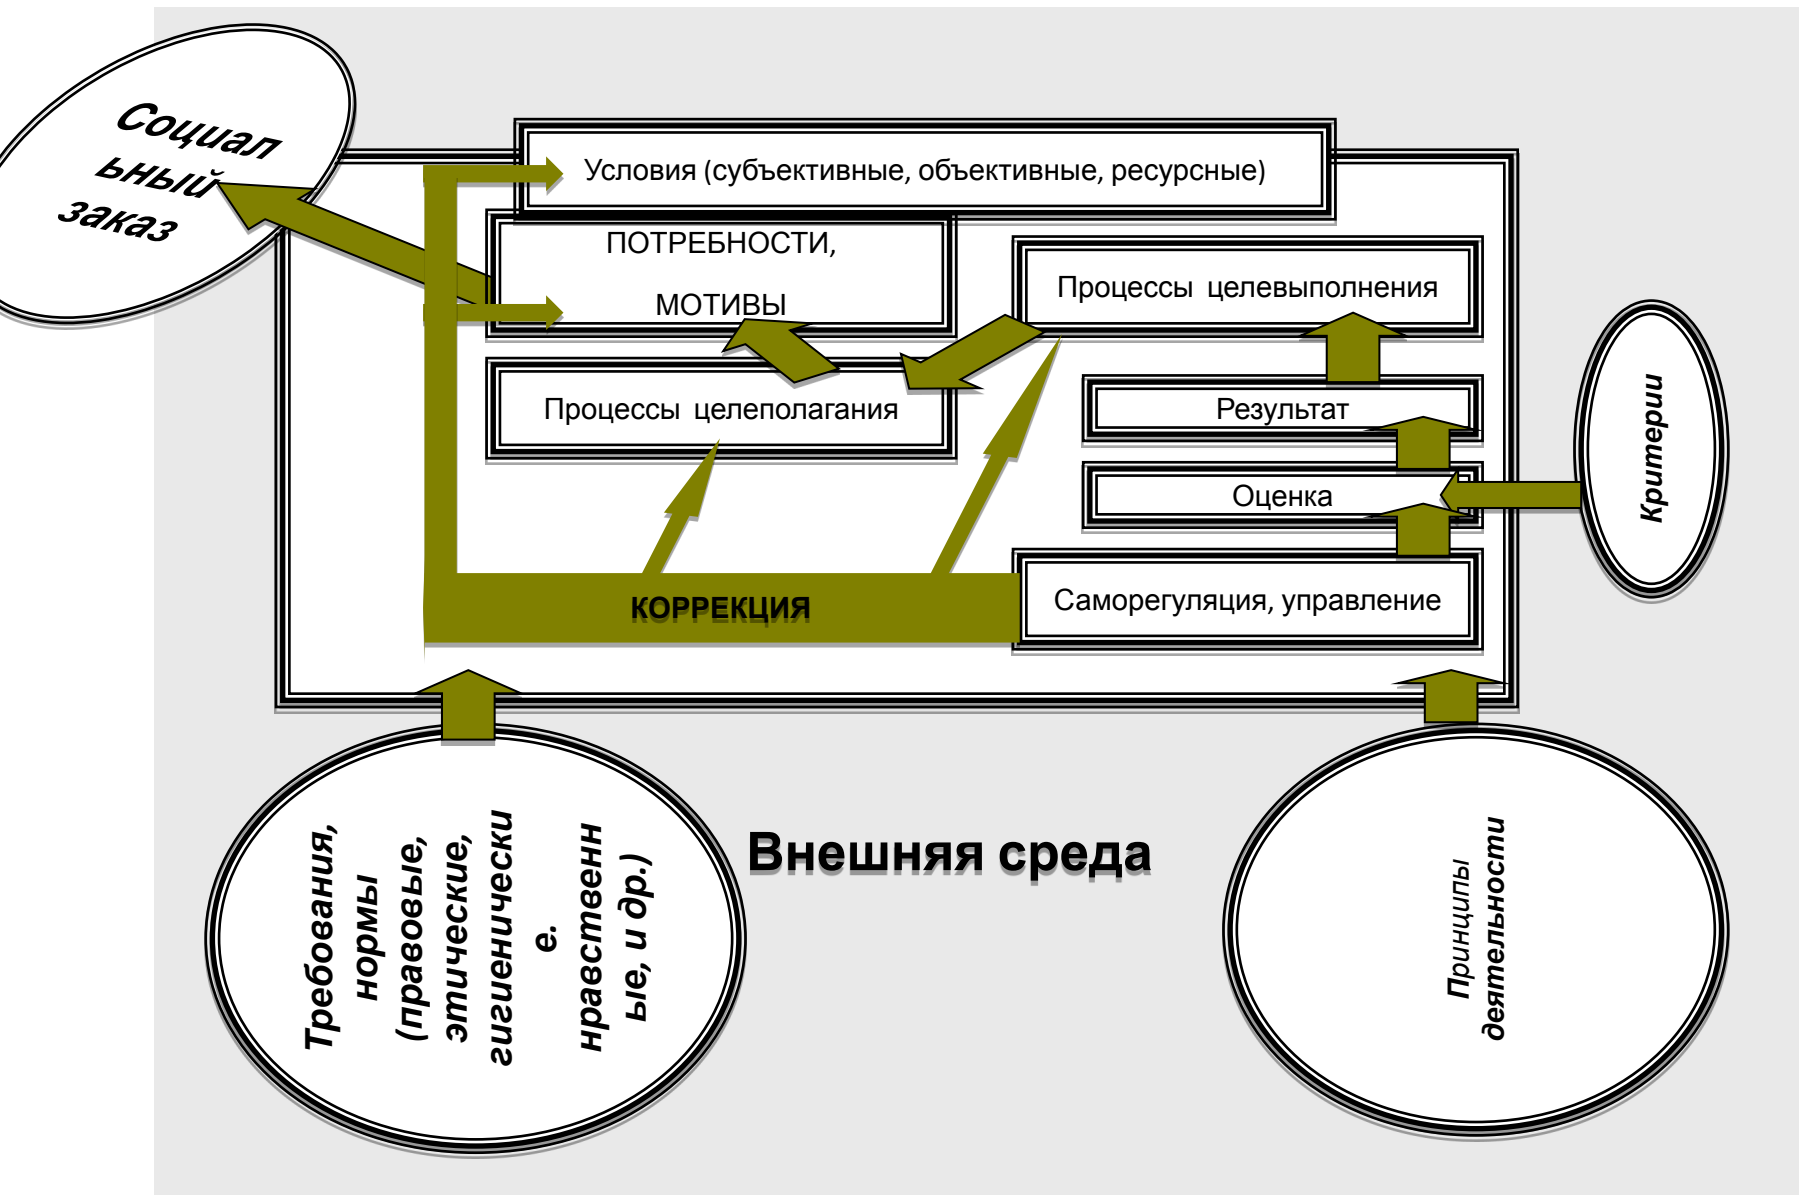 Социал
ьный
заказ
Условия (субъективные, объективные, ресурсные)
ПОТРЕБНОСТИ,
МОТИВЫ
Процессы целевыполнения
Процессы целеполагания
Результат
Оценка
Критерии
Саморегуляция, управление
КОРРЕКЦИЯ
Требования,
нормы
(правовые,
этические,
гигиенически
е.
нравственн
ые, и др.)
Внешняя среда
Принципы
деятельности